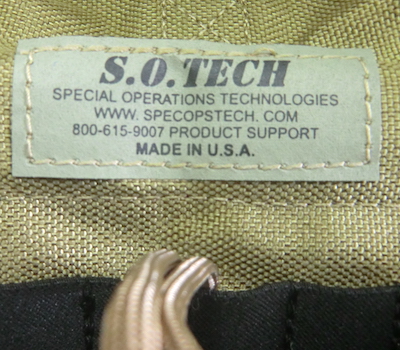 S.O.TECH
SPECIAL OPERATIONS TECHNOLOGIES
WWW. SPECOPSTECH. COM
800-615-9007 PRODUCT SUPPORT
MADE IN U.S.A.